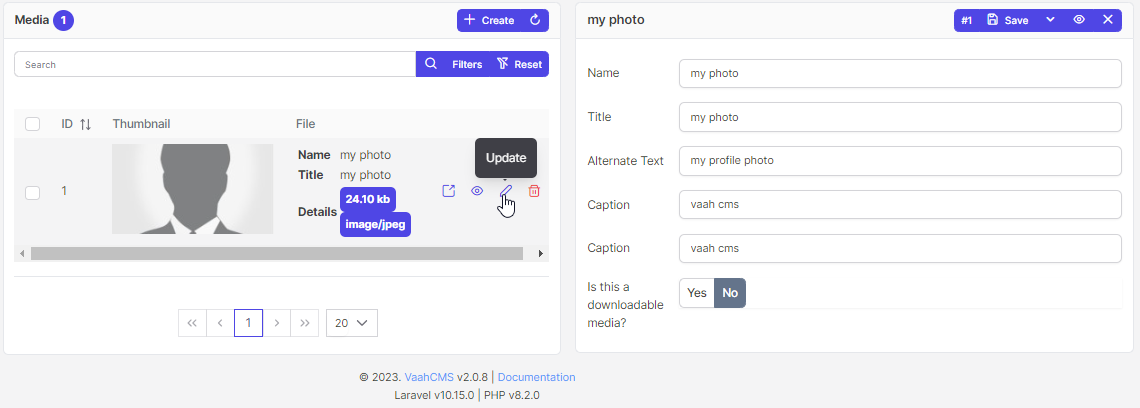 Media 1
Create
Search
Filters
Reset
ID
Thumbnail
File
1
Name my photo
Title my photo
Details 24.10 kb
image/jpeg
Update
1
20
my photo
#1 Save
Name my photo
Title my photo
Alternate Text my profile photo
Caption vaah cms
Caption vaah cms
Is this a
downloadable
media?
Yes No
© 2023. VaahCMS v2.0.8 | Documentation
Laravel v10.15.0 | PHP v8.2.0